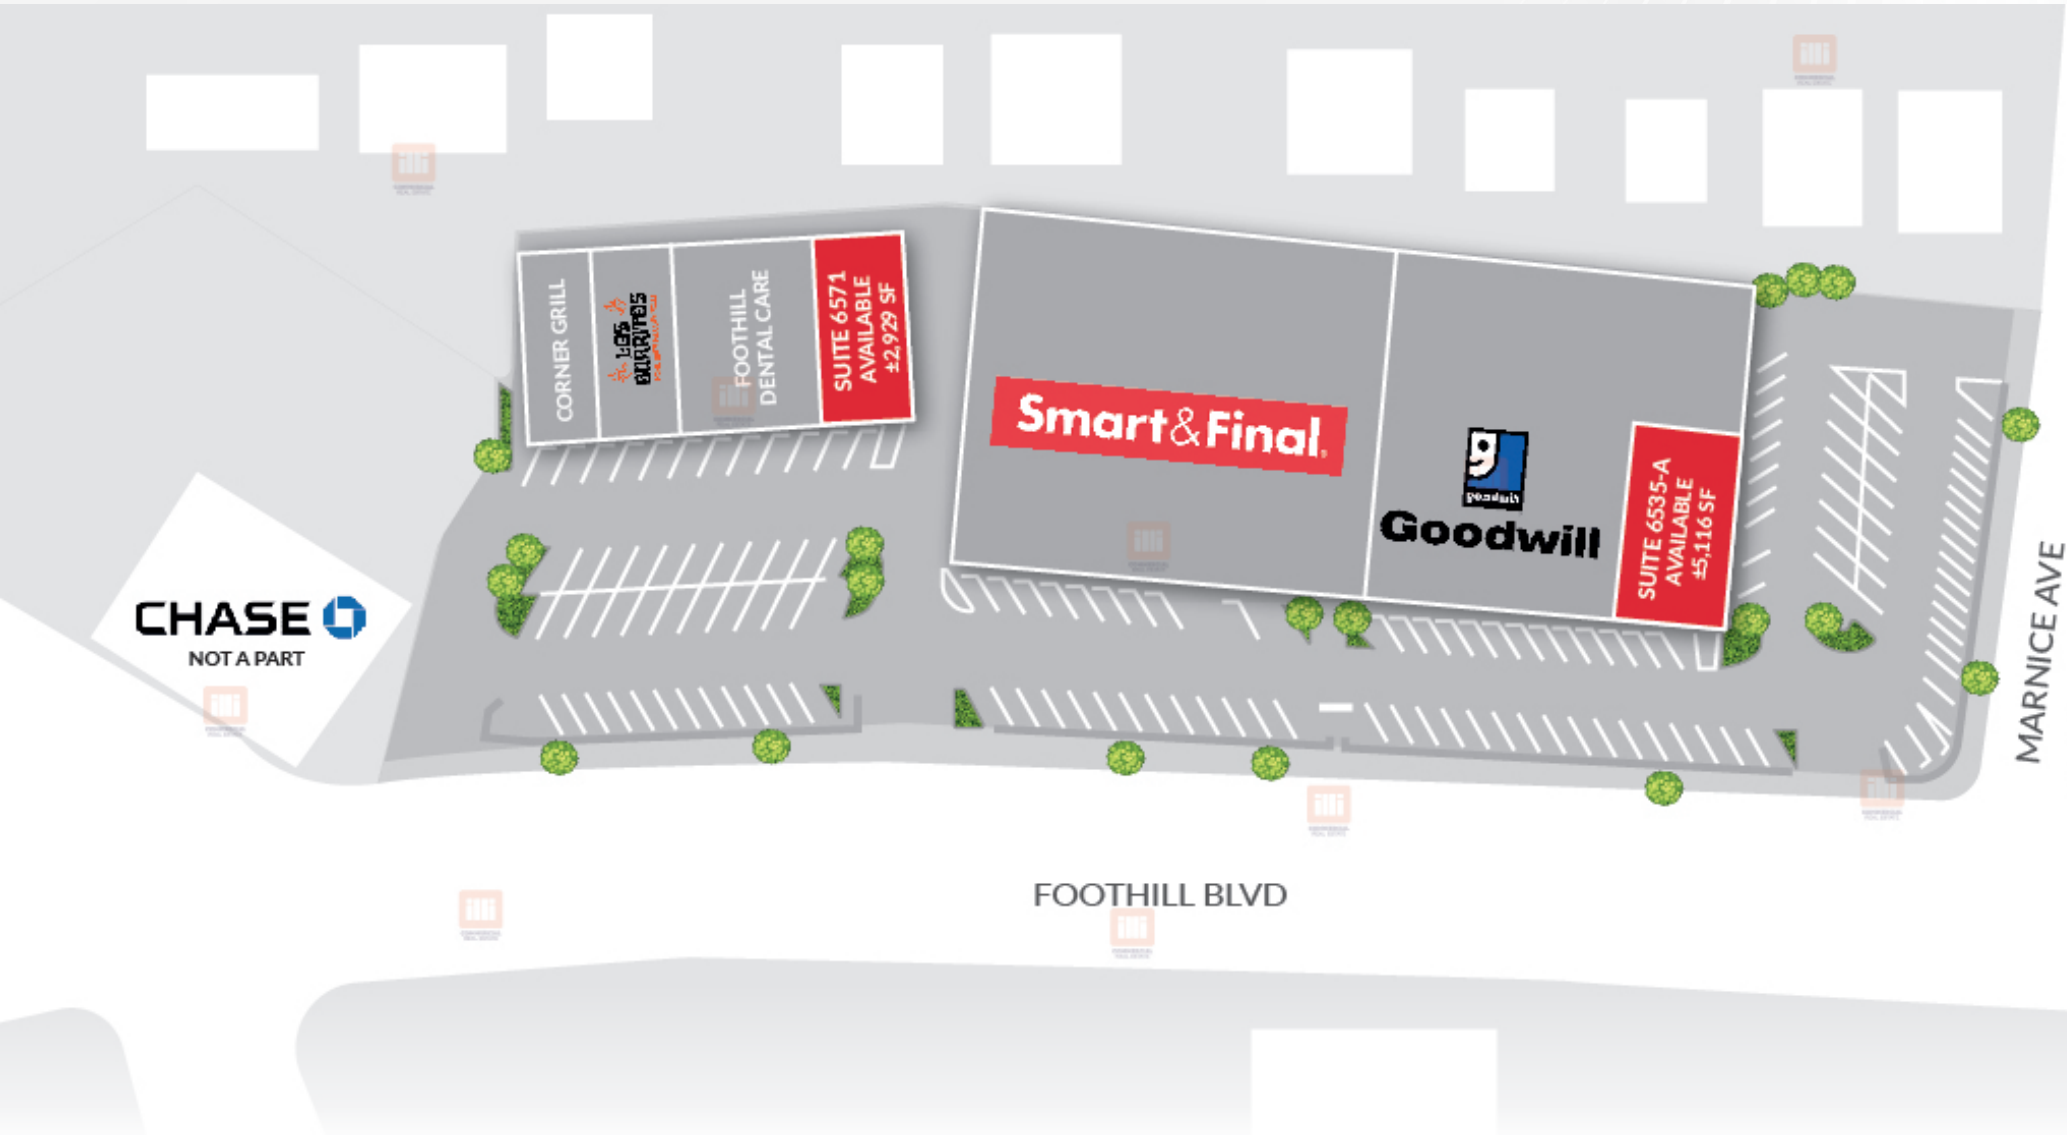 CORNER GRILL
LOS
BURRITOS
FOOTHILL
DENTAL CARE
SUITE 6571
AVAILABLE
±2,929 SF
Smart&Final.
goodwill
Goodwill
SUITE 6535-A
AVAILABLE
±5,116 SF
CHASE
NOT A PART
MARNICE AVE
FOOTHILL BLVD